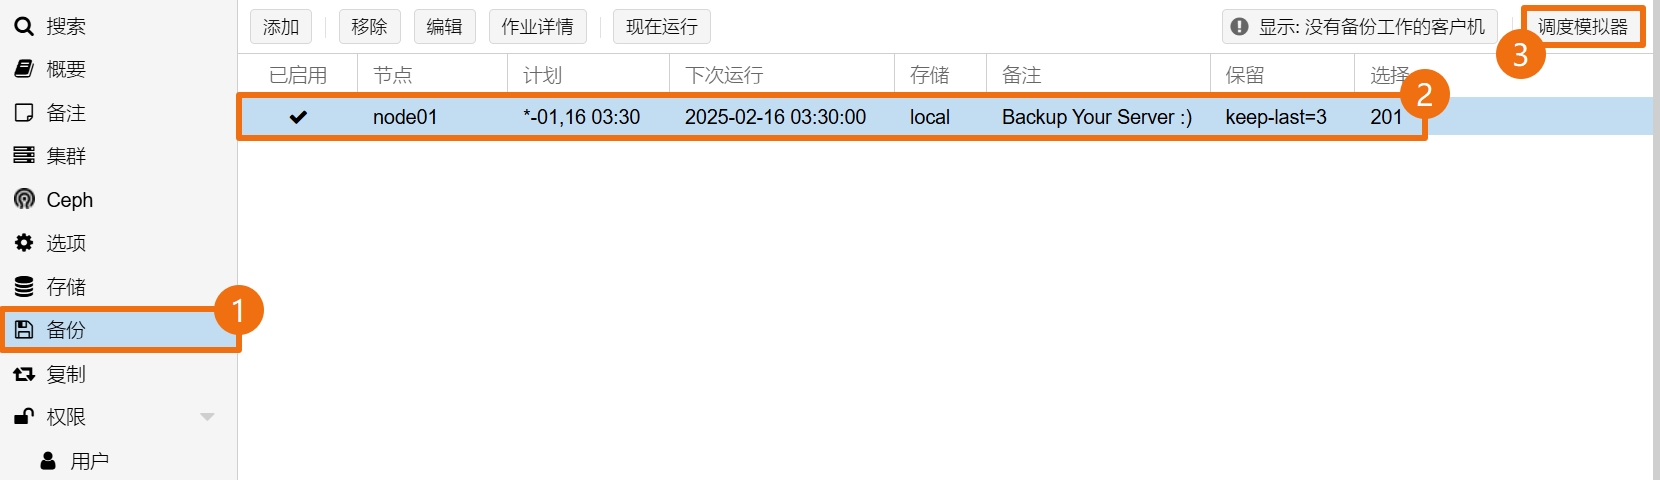 搜索
概要
备注
集群
Ceph
选项
存储
备份
1
复制
权限
用户
添加 移除 编辑 作业详情 现在运行 显示: 没有备份工作的客户机 调度模拟器
3
已启用 节点 计划 下次运行 存储 备注 保留 选择
2
node01 *-01,16 03:30 2025-02-16 03:30:00 local Backup Your Server :) keep-last=3 201